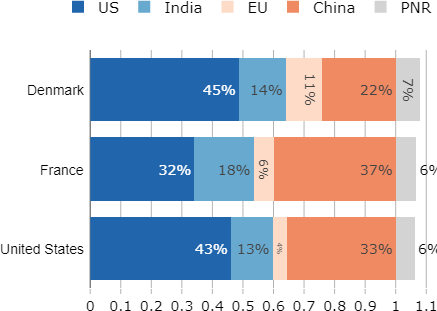 US India EU China PNR
Denmark 45% 14% 11% 22% 7%
France 32% 18% 6% 37% 6%
United States 43% 13% 4% 33% 6%
0 0.1 0.2 0.3 0.4 0.5 0.6 0.7 0.8 0.9 1 1.1